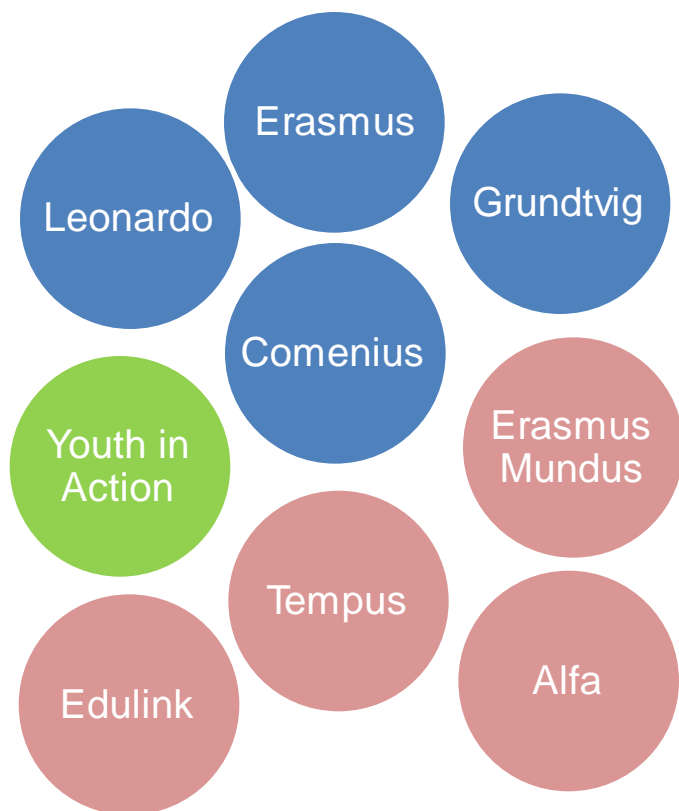 Erasmus
Leonardo
Grundtvig
Comenius
Youth in
Action
Erasmus
Mundus
Tempus
Edulink
Alfa